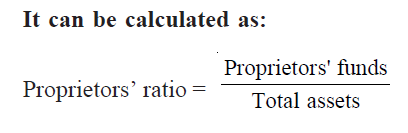 It can be calculated as:
Proprietors' funds
Proprietors’ ratio =
Total assets